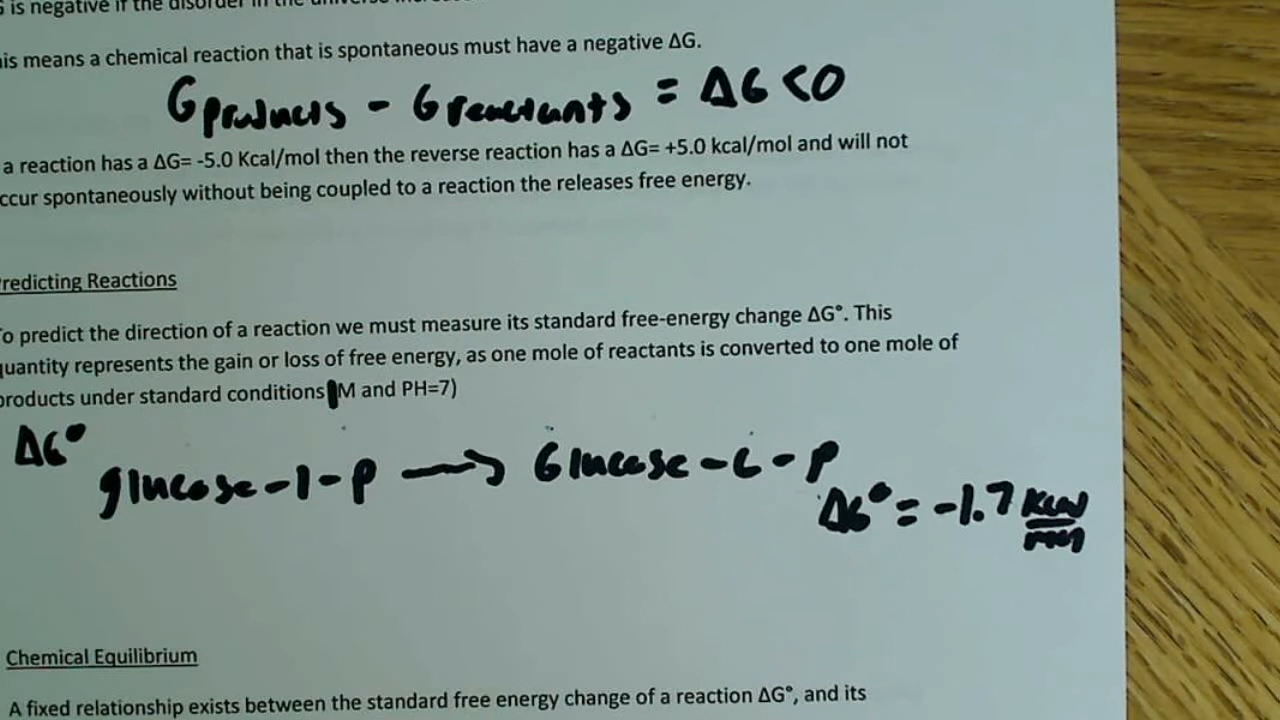 G is negative if the disorder in the universe
his means a chemical reaction that is spontaneous must have a negative ΔG.
G products - G reactants = ΔG <0
a reaction has a ΔG= -5.0 Kcal/mol then the reverse reaction has a ΔG= +5.0 kcal/mol and will not
ccur spontaneously without being coupled to a reaction the releases free energy.
redicting Reactions
To predict the direction of a reaction we must measure its standard free-energy change ΔG°. This
quantity represents the gain or loss of free energy, as one mole of reactants is converted to one mole of
products under standard conditions M and PH=7)
ΔG°
glucose-1-p → Glucose-6-p
ΔG° = -1.7 Kcal/mol
Chemical Equilibrium
A fixed relationship exists between the standard free energy change of a reaction ΔG°, and its